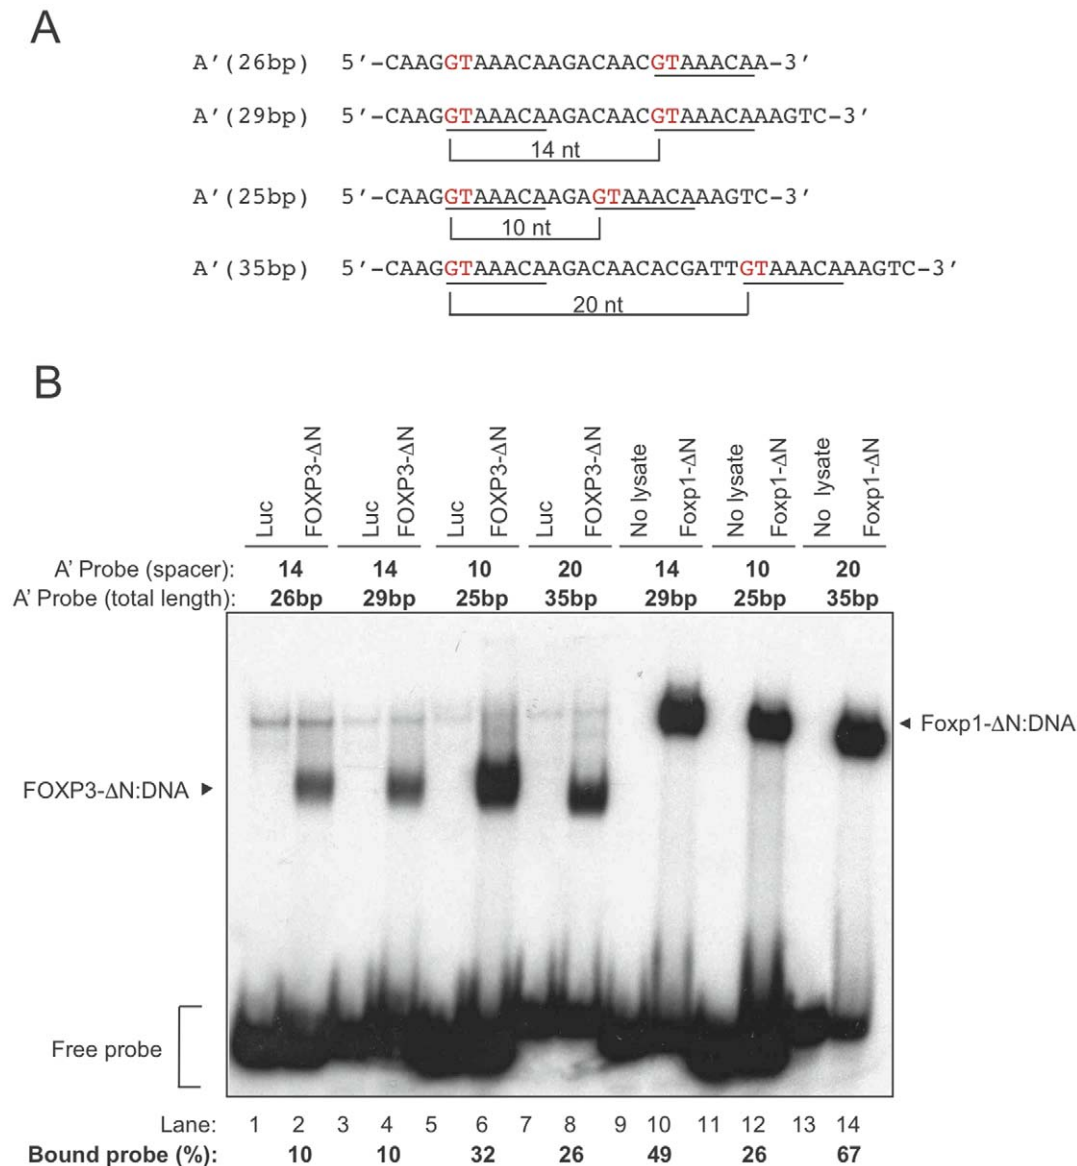 A
A'(26bp) 5'-CAAGGTAAACAAGACAACGTAAACAA-3'
A'(29bp) 5'-CAAGGTAAACAAGACAACGTAAACAAAGTC-3'
14 nt
A'(25bp) 5'-CAAGGTAAACAAGAGTAAACAAAGTC-3'
10 nt
A'(35bp) 5'-CAAGGTAAACAAGACAACACGATTGTAAACAAAGTC-3'
20 nt
B
Luc FOXP3-ΔN Luc FOXP3-ΔN Luc FOXP3-ΔN Luc FOXP3-ΔN No lysate Foxp1-ΔN No lysate Foxp1-ΔN No lysate Foxp1-ΔN
A' Probe (spacer): 14 14 10 20 14 10 20
A' Probe (total length): 26bp 29bp 25bp 35bp 29bp 25bp 35bp
Foxp1-ΔN:DNA
FOXP3-ΔN:DNA
Free probe
Lane: 1 2 3 4 5 6 7 8 9 10 11 12 13 14
Bound probe (%): 10 10 32 26 49 26 67